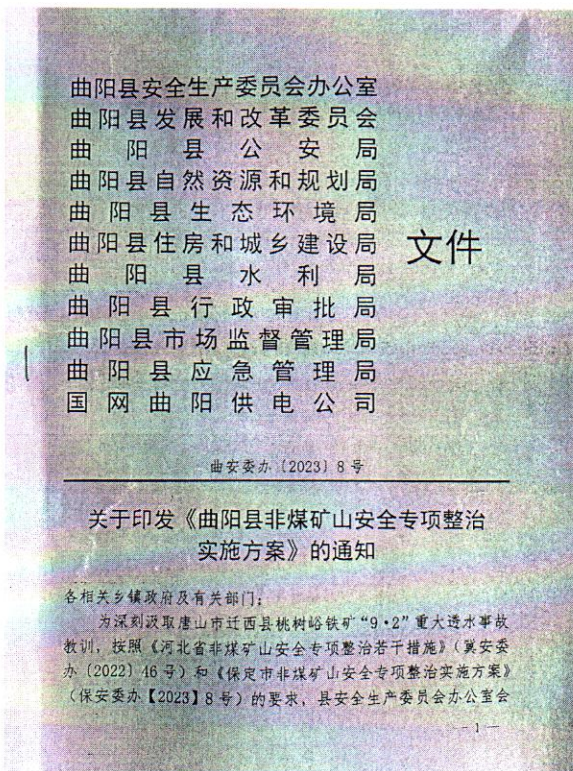 曲阳县安全生产委员会办公室
曲阳县发展和改革委员会
曲阳县公安局
曲阳县自然资源和规划局
曲阳县生态环境局
曲阳县住房和城乡建设局
文件
曲阳县水利局
曲阳县行政审批局
曲阳县市场监督管理局
曲阳县应急管理局
国网曲阳供电公司
曲安委办〔2023〕8号
关于印发《曲阳县非煤矿山安全专项整治
实施方案》的通知
各相关乡镇政府及有关部门：
为深刻汲取唐山市迁西县桃树峪铁矿“9·2”重大透水事故
教训，按照《河北省非煤矿山安全专项整治若干措施》（冀安委
办〔2022〕46号）和《保定市非煤矿山安全专项整治实施方案》
（保安委办【2023】8号）的要求，县安全生产委员会办公室会
— 1 —